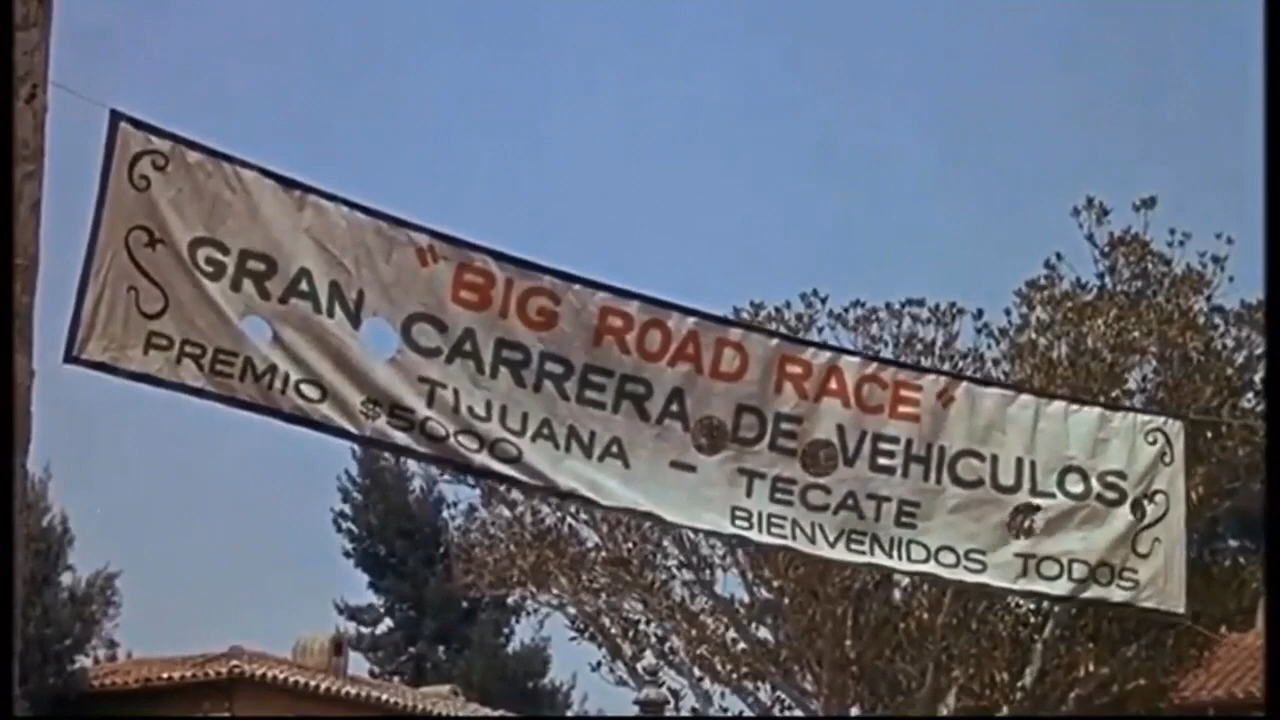 "BIG ROAD RACE"
GRAN CARRERA DE VEHICULOS
TIJUANA - TECATE
PREMIO $5000 BIENVENIDOS TODOS